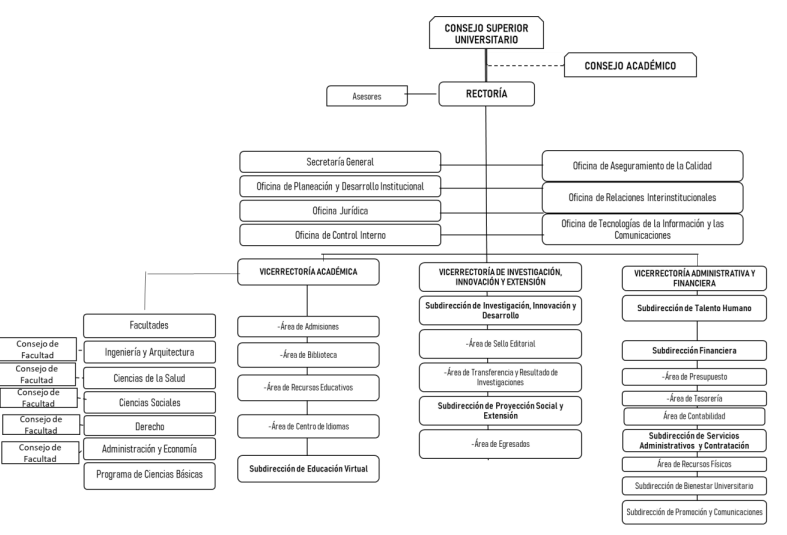 CONSEJO SUPERIOR
UNIVERSITARIO
CONSEJO ACADÉMICO
RECTORÍA
Asesores
Secretaría General
Oficina de Aseguramiento de la Calidad
Oficina de Planeación y Desarrollo Institucional
Oficina de Relaciones Interinstitucionales
Oficina Jurídica
Oficina de Tecnologías de la Información y las
Comunicaciones
Oficina de Control Interno
VICERRECTORÍA ACADÉMICA
Facultades
Consejo de
Facultad
Ingeniería y Arquitectura
Consejo de
Facultad
Ciencias de la Salud
Consejo de
Facultad
Ciencias Sociales
Consejo de
Facultad
Derecho
Consejo de
Facultad
Administración y Economía
Programa de Ciencias Básicas
-Área de Admisiones
-Área de Biblioteca
-Área de Recursos Educativos
-Área de Centro de Idiomas
Subdirección de Educación Virtual
VICERRECTORÍA DE INVESTIGACIÓN,
INNOVACIÓN Y EXTENSIÓN
Subdirección de Investigación, Innovación y
Desarrollo
-Área de Sello Editorial
-Área de Transferencia y Resultado de
Investigaciones
Subdirección de Proyección Social y
Extensión
-Área de Egresados
VICERRECTORÍA ADMINISTRATIVA Y
FINANCIERA
Subdirección de Talento Humano
Subdirección Financiera
-Área de Presupuesto
-Área de Tesorería
Área de Contabilidad
Subdirección de Servicios
Administrativos y Contratación
Área de Recursos Físicos
Subdirección de Bienestar Universitario
Subdirección de Promoción y Comunicaciones